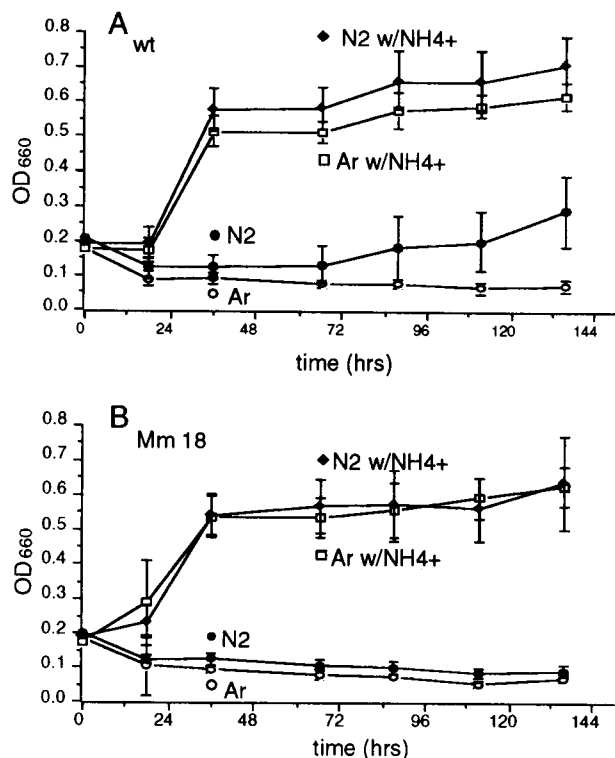 A wt
N2 w/NH4+
Ar w/NH4+
N2
Ar
OD660
0.8
0.7
0.6
0.5
0.4
0.3
0.2
0.1
0.0
0 24 48 72 96 120 144
time (hrs)
B Mm 18
N2 w/NH4+
Ar w/NH4+
N2
Ar
OD660
0.8
0.7
0.6
0.5
0.4
0.3
0.2
0.1
0.0
0 24 48 72 96 120 144
time (hrs)